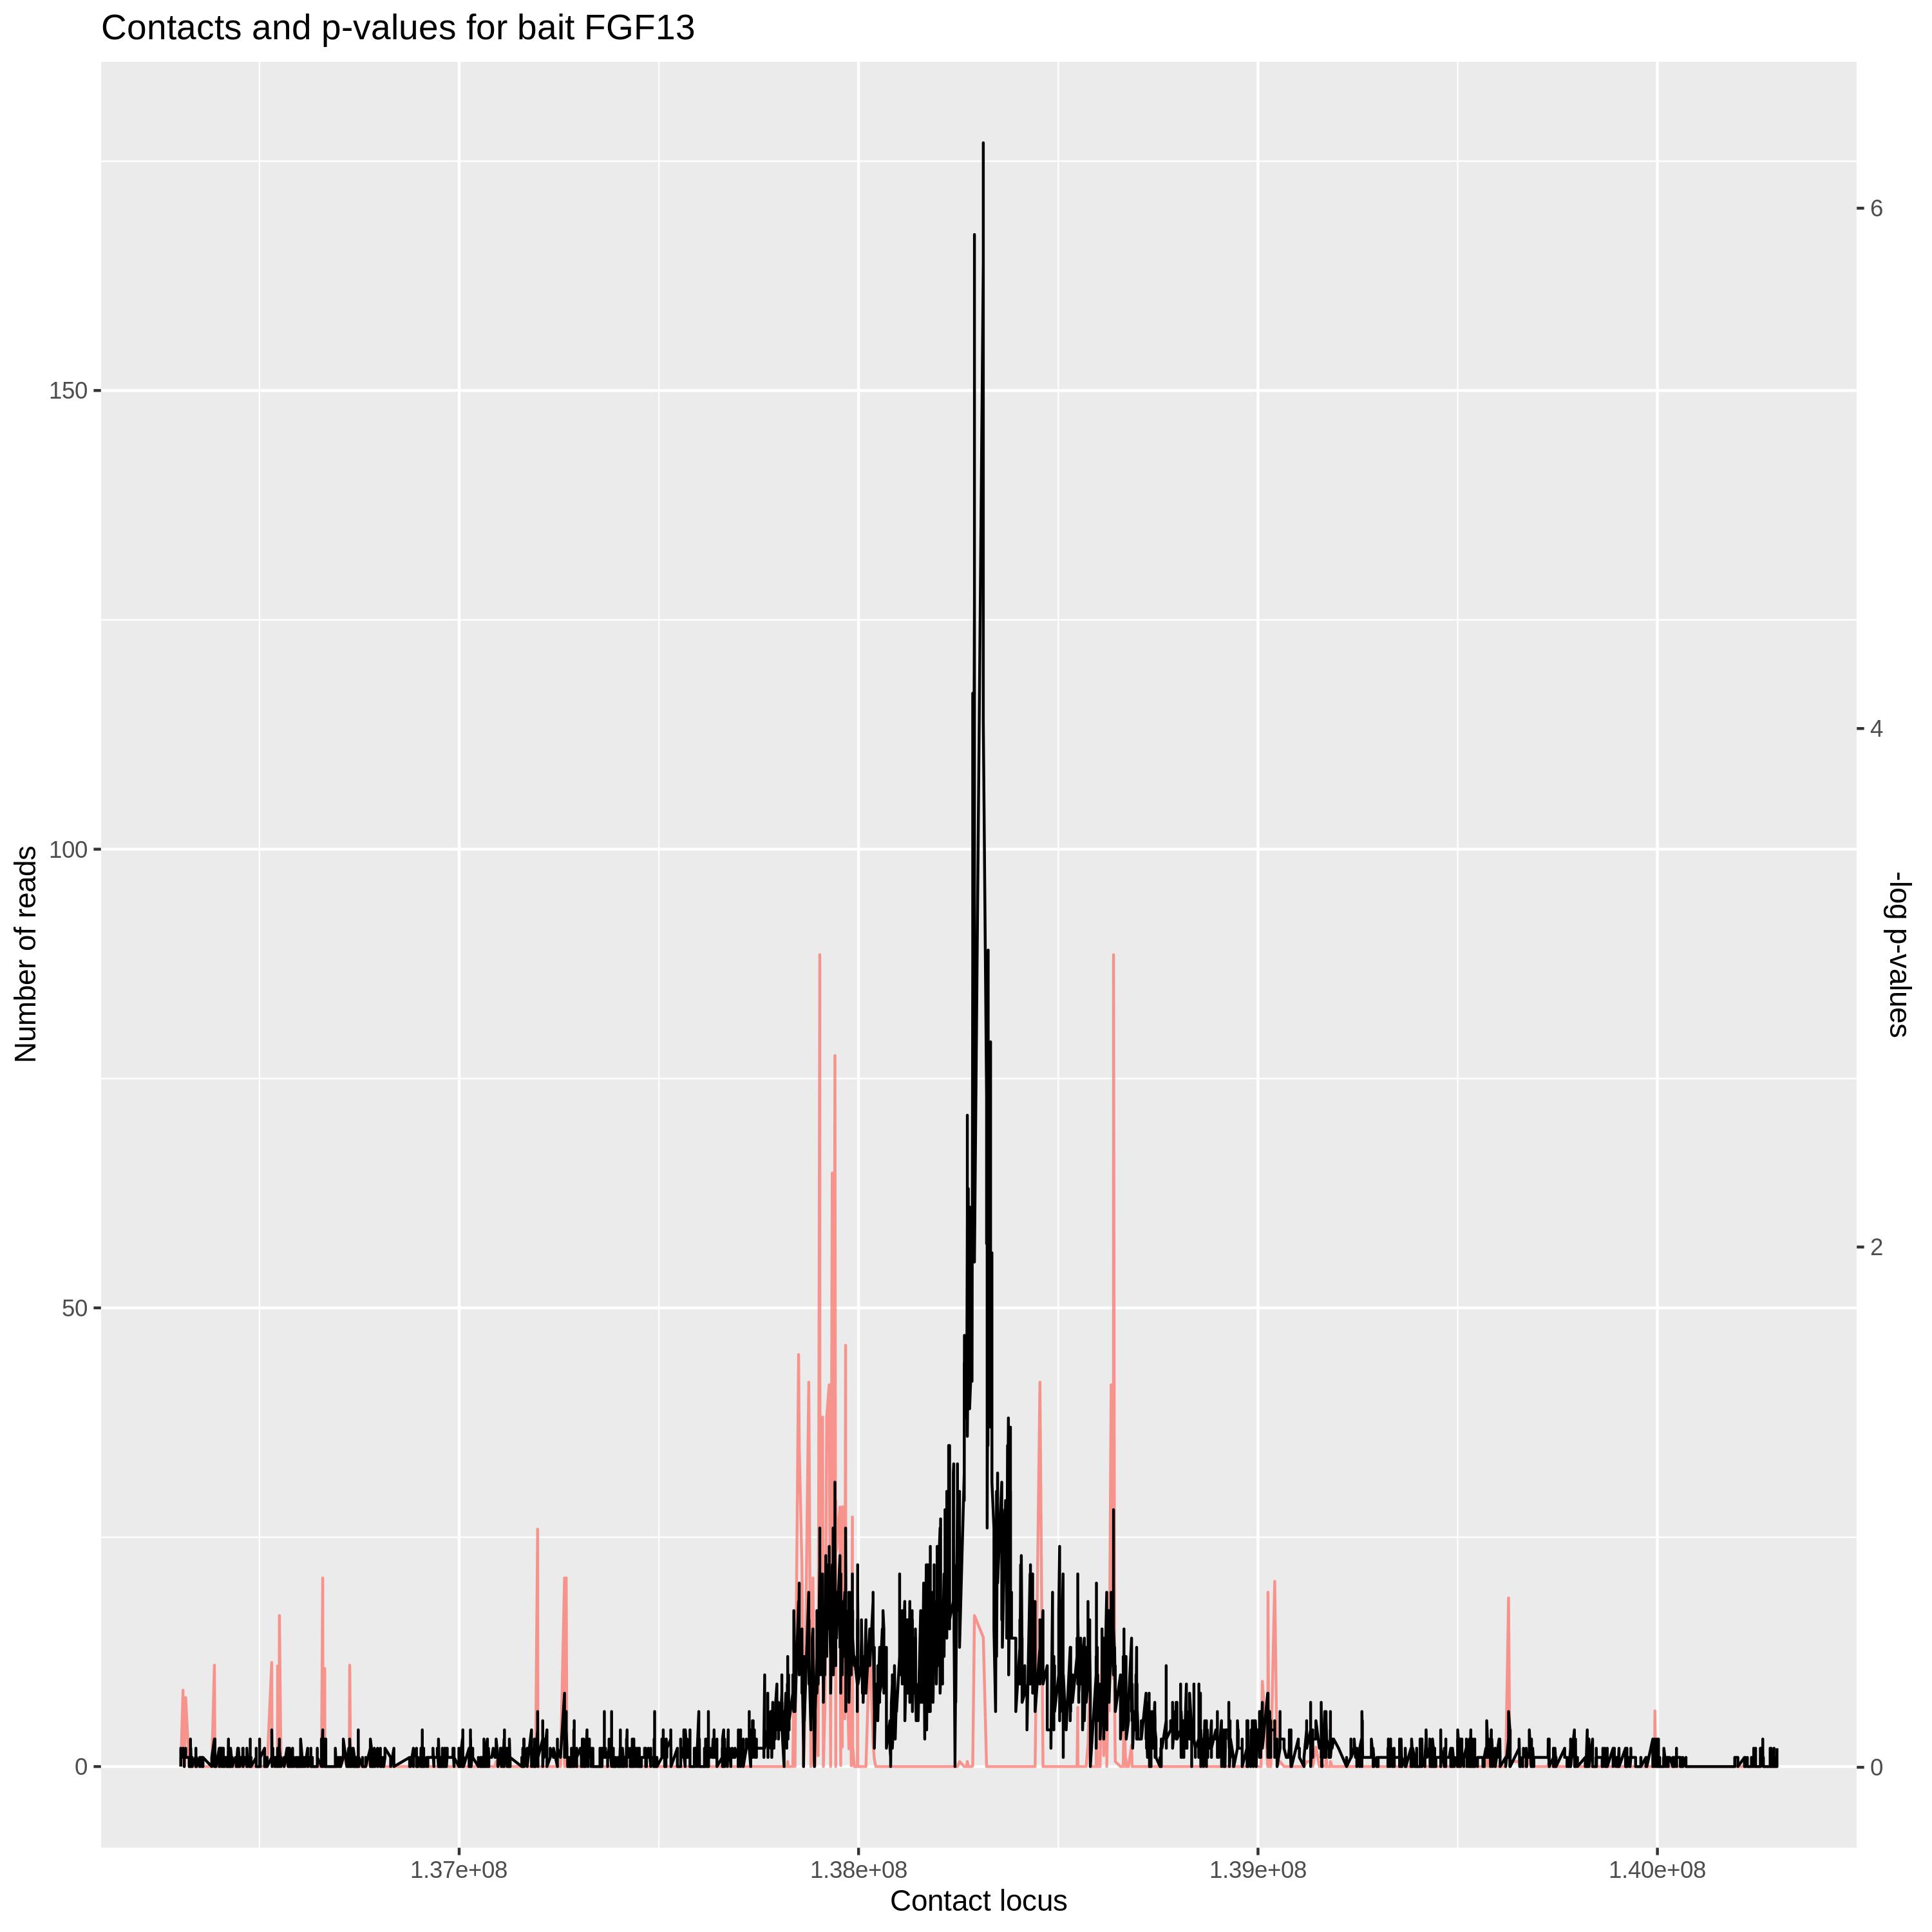 Contacts and p-values for bait FGF13
Number of reads
150
100
50
0
6
4
2
0
-log p-values
1.37e+08
1.38e+08
1.39e+08
1.40e+08
Contact locus